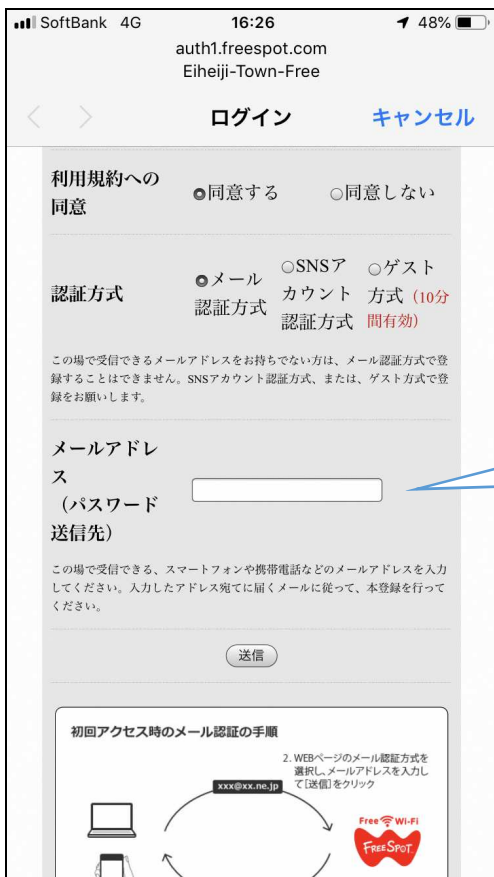 SoftBank 4G 16:26 48%
auth1.freespot.com
Eiheiji-Town-Free
ログイン キャンセル
利用規約への
同意
同意する 同意しない
認証方式
メール
認証方式
SNSア
カウント
認証方式
ゲスト
方式（10分
間有効）
この場で受信できるメールアドレスをお持ちでない方は、メール認証方式で登
録することはできません。SNSアカウント認証方式、または、ゲスト方式で登
録をお願いします。
メールアドレ
ス
（パスワード
送信先）
この場で受信できる、スマートフォンや携帯電話などのメールアドレスを入力
してください。入力したアドレス宛てに届くメールに従って、本登録を行って
ください。
送信
初回アクセス時のメール認証の手順
2. WEBページのメール認証方式を
選択し、メールアドレスを入力し
て［送信］をクリック
xxx@xx.ne.jp
Free Wi-Fi
FREESPOT